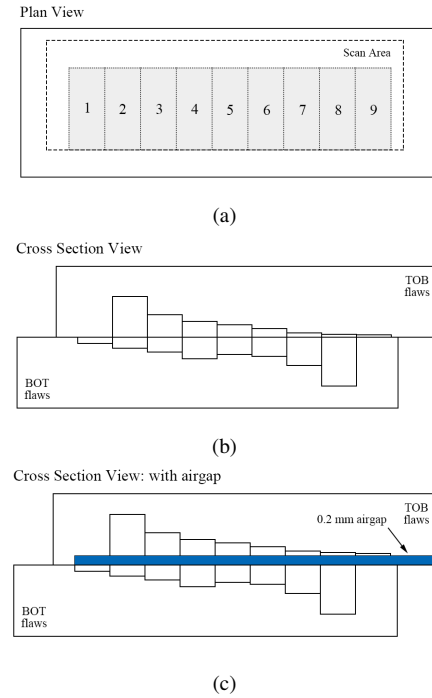 Plan View
Scan Area
1 2 3 4 5 6 7 8 9
(a)
Cross Section View
TOB
flaws
BOT
flaws
(b)
Cross Section View: with airgap
TOB
flaws
0.2 mm airgap
BOT
flaws
(c)